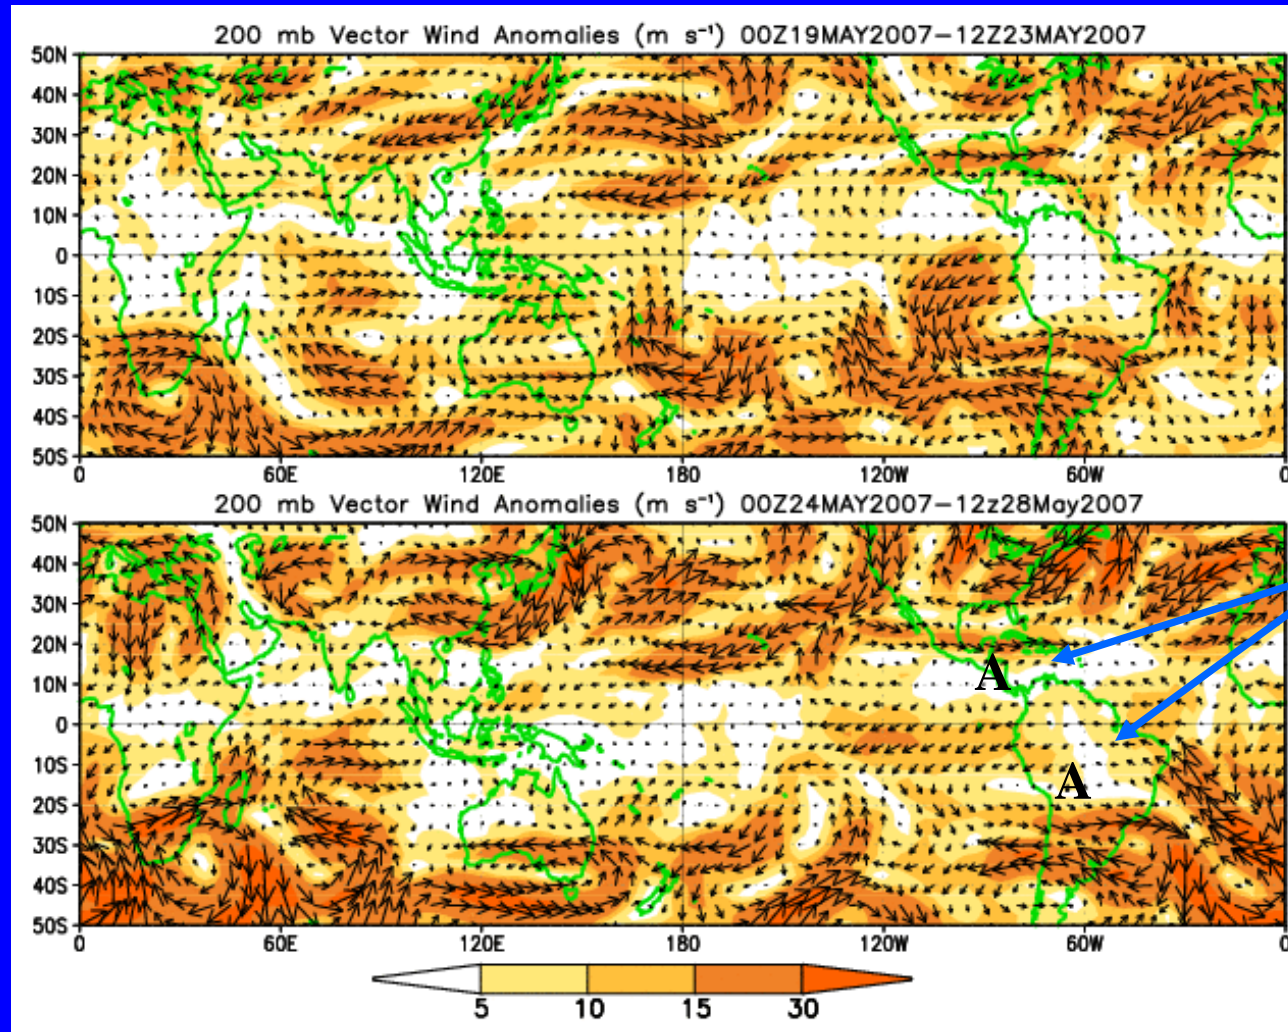 200 mb Vector Wind Anomalies (m s⁻¹) 00Z19MAY2007–12Z23MAY2007
50N
40N
30N
20N
10N
0
10S
20S
30S
40S
50S
0 60E 120E 180 120W 60W 0
200 mb Vector Wind Anomalies (m s⁻¹) 00Z24MAY2007–12z28May2007
50N
40N
30N
20N
10N
A
0
10S
A
20S
30S
40S
50S
0 60E 120E 180 120W 60W 0
5 10 15 30